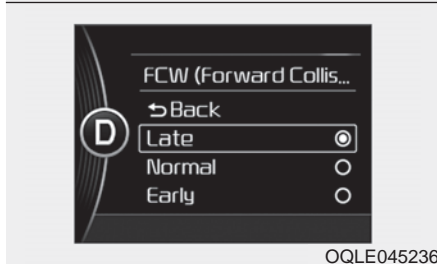 FCW (Forward Collis...
Back
D
Late
Normal
Early
OQLE045236